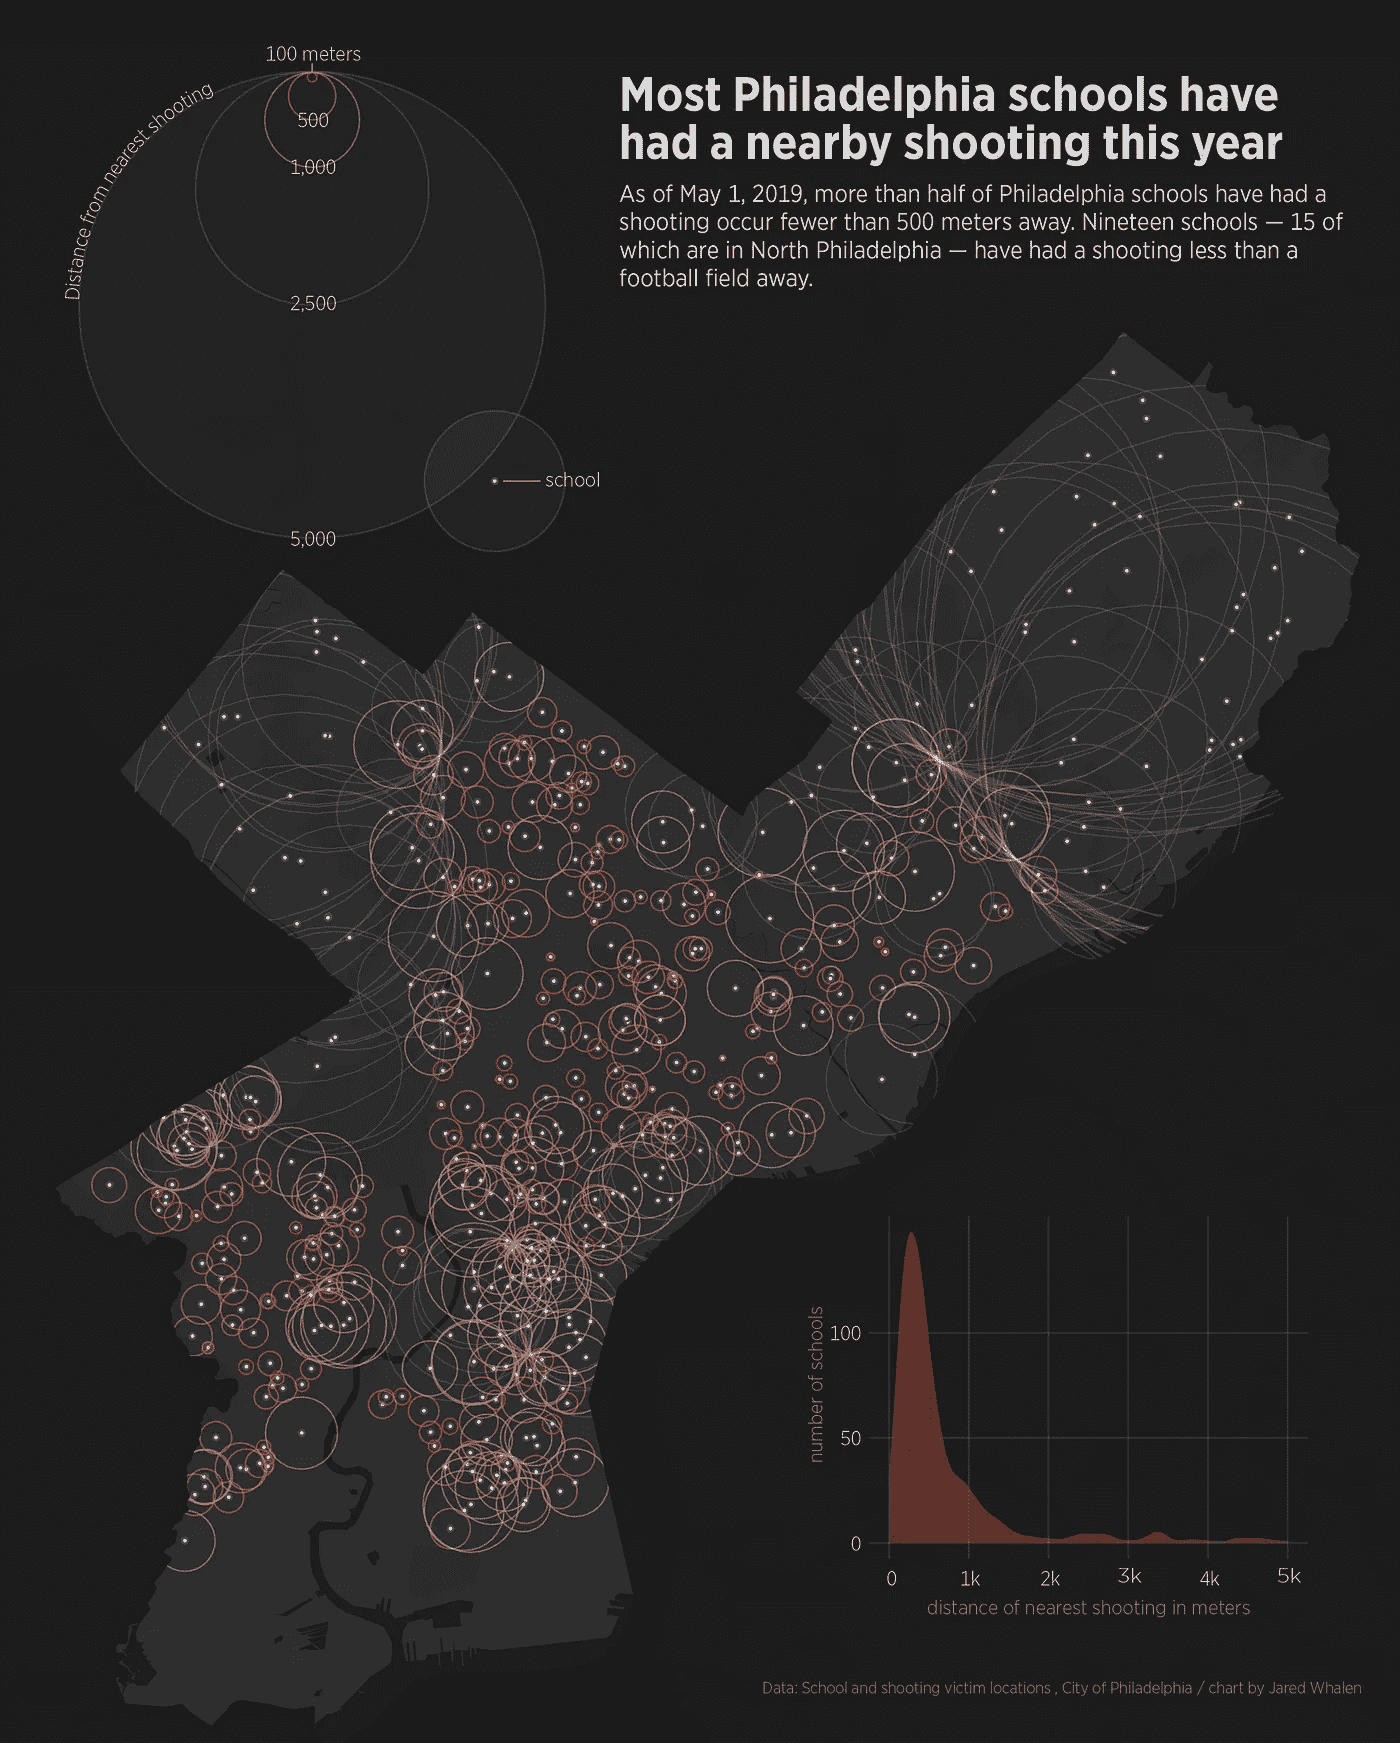 Most Philadelphia schools have
had a nearby shooting this year
As of May 1, 2019, more than half of Philadelphia schools have had a
shooting occur fewer than 500 meters away. Nineteen schools — 15 of
which are in North Philadelphia — have had a shooting less than a
football field away.
Distance from nearest shooting
100 meters
500
1,000
2,500
5,000
school
number of schools
100
50
0
0 1k 2k 3k 4k 5k
distance of nearest shooting in meters
Data: School and shooting victim locations , City of Philadelphia / chart by Jared Whalen